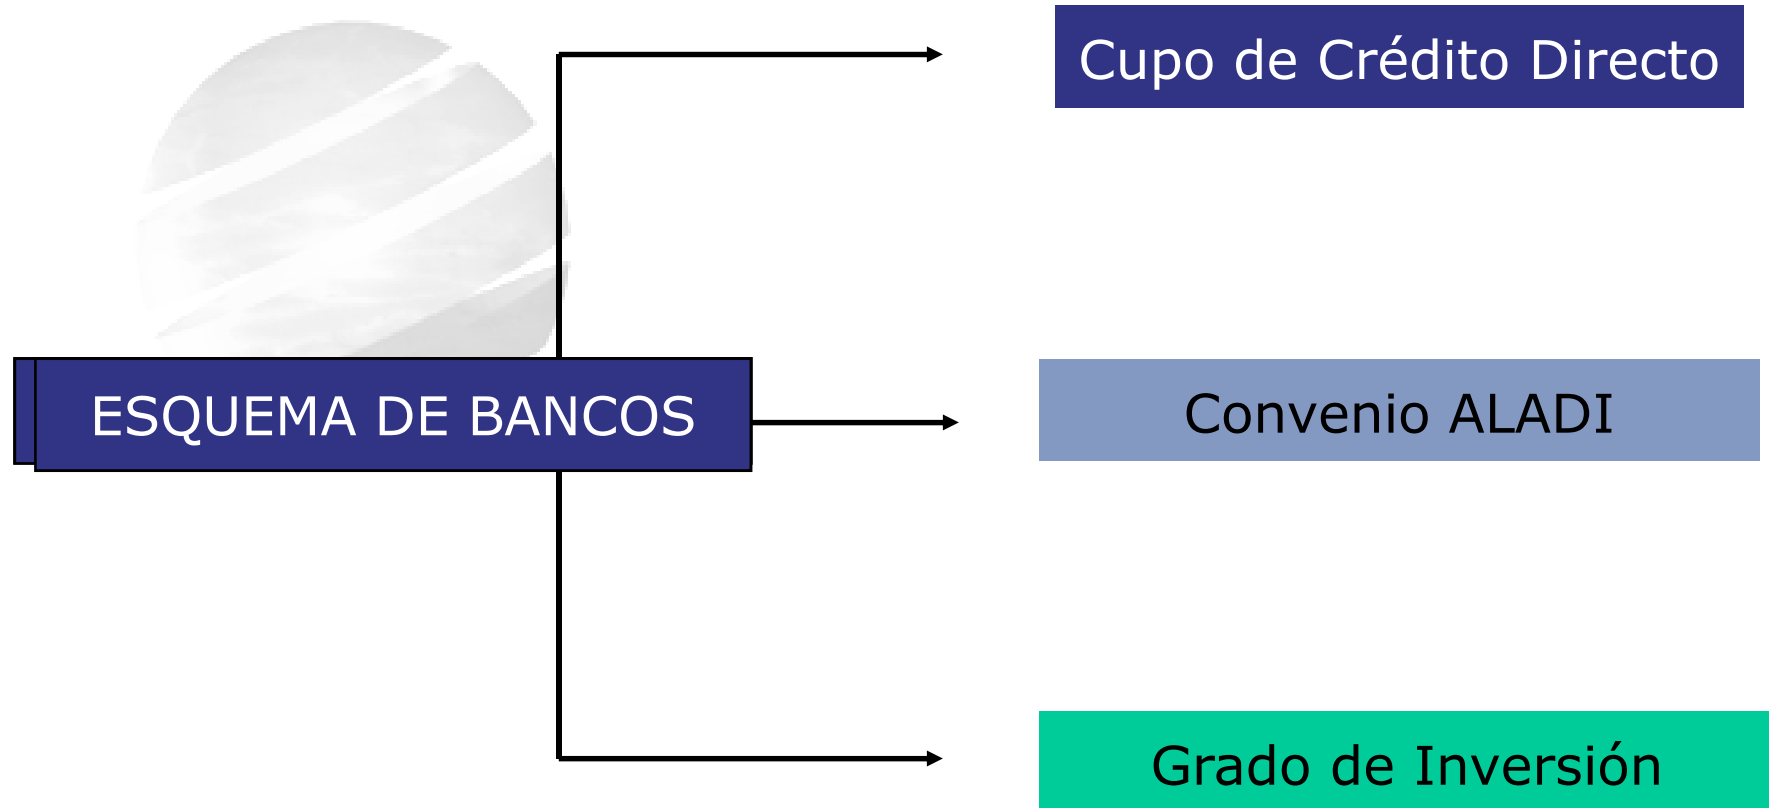 Cupo de Crédito Directo
ESQUEMA DE BANCOS
Convenio ALADI
Grado de Inversión